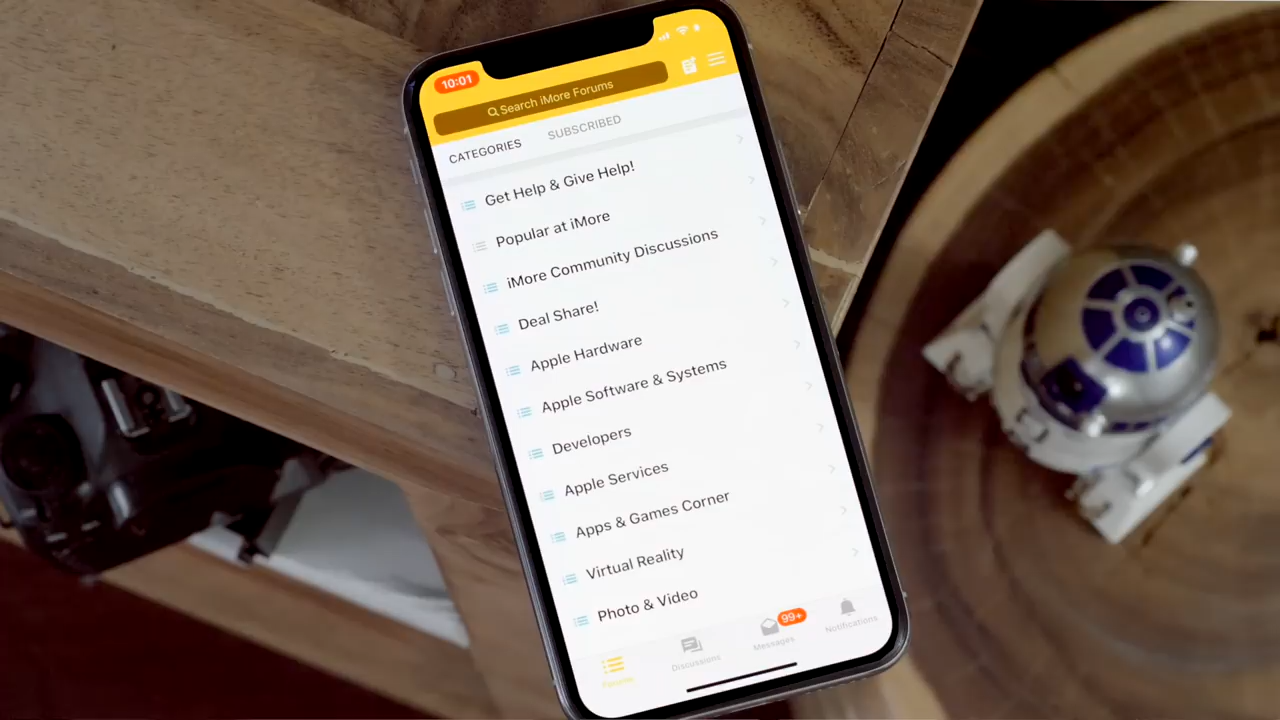 10:01
Search iMore Forums
CATEGORIES SUBSCRIBED
Get Help & Give Help!
Popular at iMore
iMore Community Discussions
Deal Share!
Apple Hardware
Apple Software & Systems
Developers
Apple Services
Apps & Games Corner
Virtual Reality
Photo & Video
Forums Discussions Messages 99+ Notifications